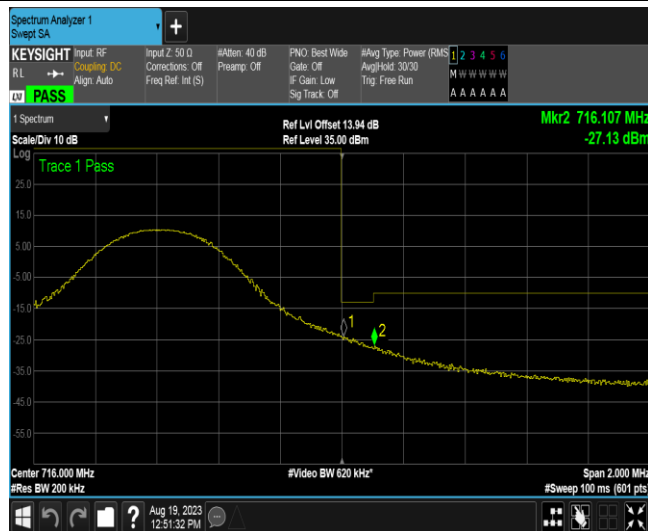 Spectrum Analyzer 1
Swept SA
+
KEYSIGHT
RL
LXI
PASS
Input: RF
Coupling: DC
Align: Auto
Input Z: 50 Ω
Corrections: Off
Freq Ref: Int (S)
#Atten: 40 dB
Preamp: Off
PNO: Best Wide
Gate: Off
IF Gain: Low
Sig Track: Off
#Avg Type: Power (RMS
Avg|Hold: 30/30
Trig: Free Run
1 2 3 4 5 6
M W W W W W
A A A A A A
1 Spectrum
Scale/Div 10 dB
Ref Lvl Offset 13.94 dB
Ref Level 35.00 dBm
Mkr2 716.107 MHz
-27.13 dBm
Log
Trace 1 Pass
25.0
15.0
5.00
-5.00
-15.0
-25.0
-35.0
-45.0
-55.0
1
2
Center 716.000 MHz
#Res BW 200 kHz
#Video BW 620 kHz*
Span 2.000 MHz
#Sweep 100 ms (601 pts)
?
Aug 19, 2023
12:51:32 PM